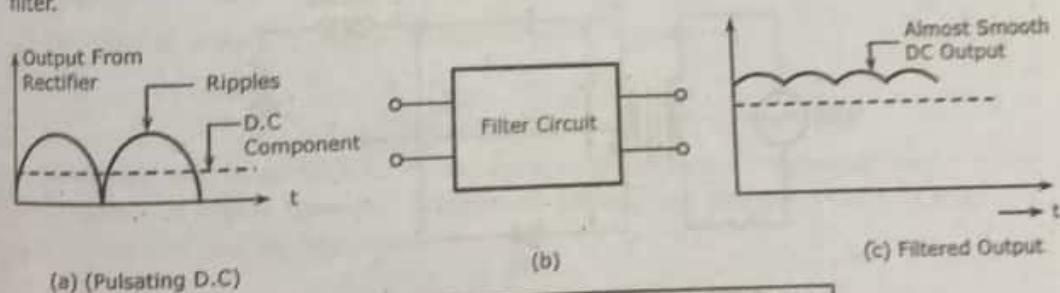 filter.
Output From
Rectifier
Ripples
D.C
Component
t
(a) (Pulsating D.C)
Filter Circuit
(b)
Almost Smooth
DC Output
t
(c) Filtered Output